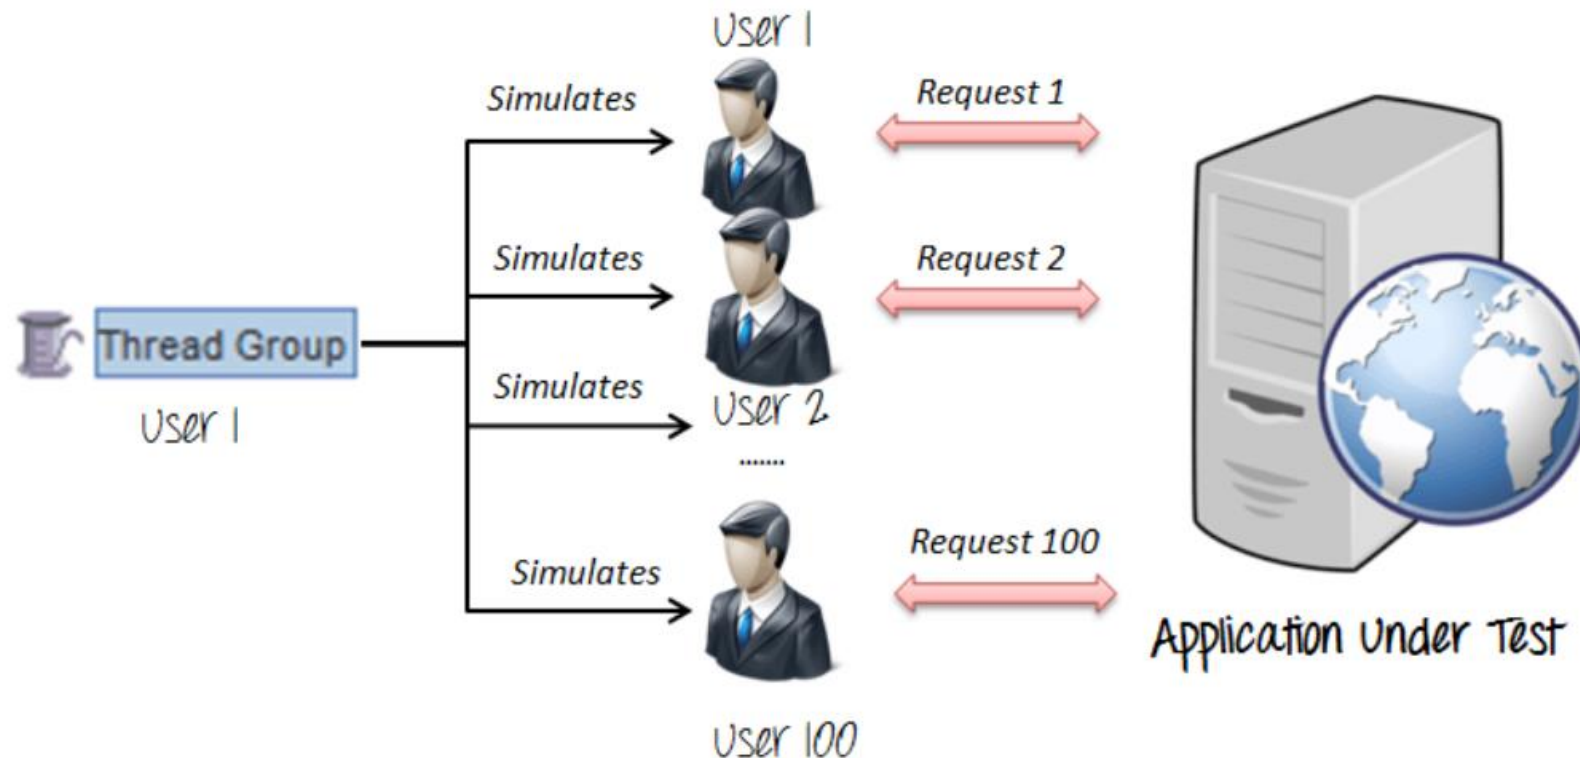 User 1
Simulates
Request 1
Simulates
Request 2
Thread Group
User 1
Simulates
User 2
.......
Simulates
Request 100
Application Under Test
User 100